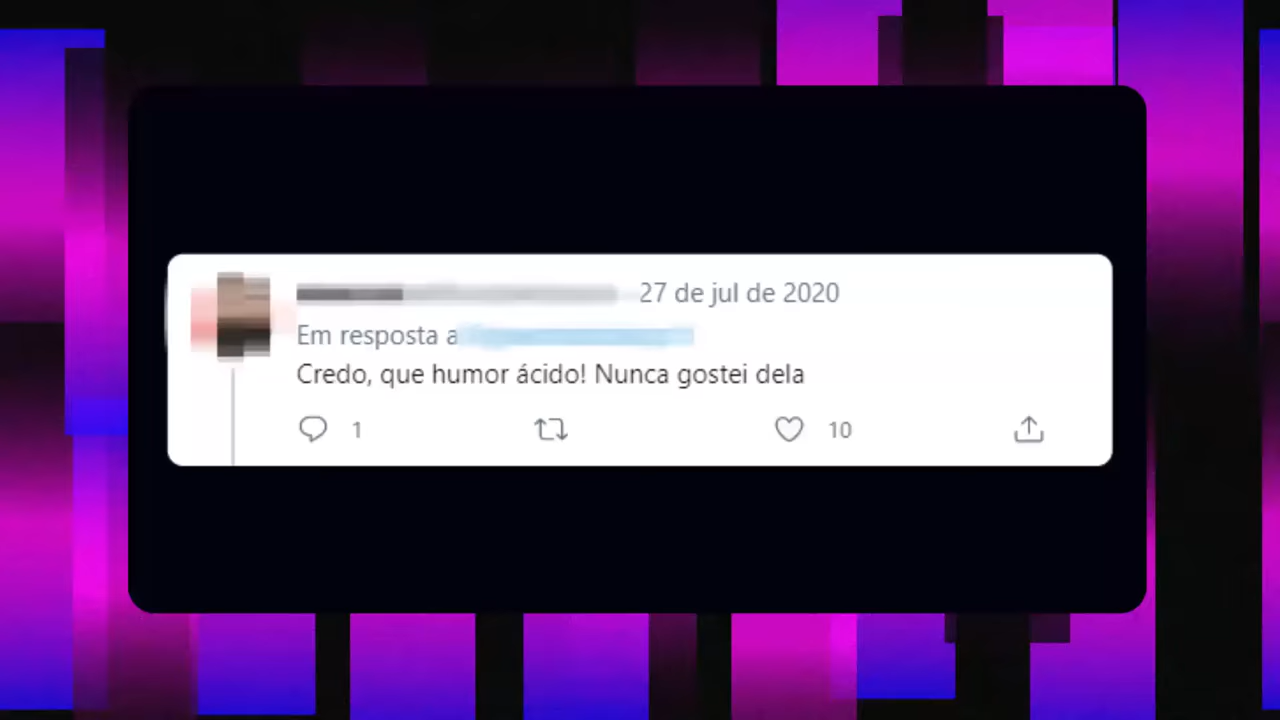 27 de jul de 2020
Em resposta a
Credo, que humor ácido! Nunca gostei dela
1
10